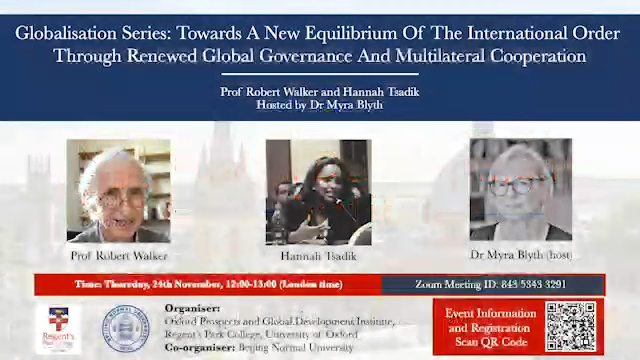 Globalisation Series: Towards A New Equilibrium Of The International Order
Through Renewed Global Governance And Multilateral Cooperation
Prof Robert Walker and Hannah Tsadik
Hosted by Dr Myra Blyth
Prof Robert Walker
Hannah Tsadik
Dr Myra Blyth (host)
Time: Thursday, 24th November, 12:00-13:00 (London time)
Zoom Meeting ID: 843 5343 3291
Organiser:
Oxford Prospects and Global Development Institute,
Regent's Park College, University of Oxford
Co-organiser: Beijing Normal University
Regent's
Event Information
and Registration
Scan QR Code